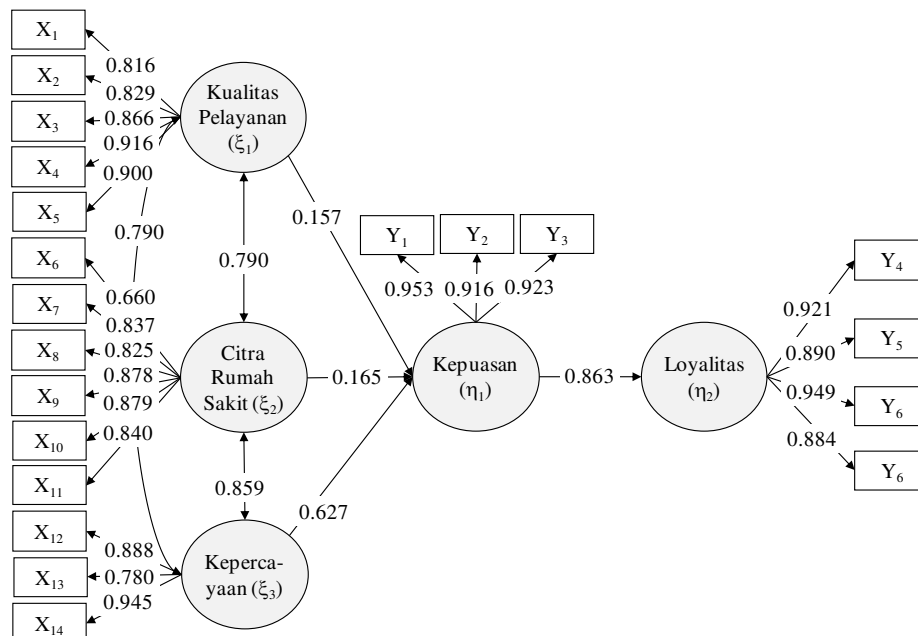 X₁
X₂
X₃
X₄
X₅
X₆
X₇
X₈
X₉
X₁₀
X₁₁
X₁₂
X₁₃
X₁₄
0.816
0.829
0.866
0.916
0.900
0.790
0.660
0.837
0.825
0.878
0.879
0.840
0.888
0.780
0.945
Kualitas
Pelayanan
(ξ₁)
0.790
Citra
Rumah
Sakit (ξ₂)
0.859
Keperca-
yaan (ξ₃)
0.157
0.165
0.627
Y₁
Y₂
Y₃
0.953
0.916
0.923
Kepuasan
(η₁)
0.863
Loyalitas
(η₂)
0.921
0.890
0.949
0.884
Y₄
Y₅
Y₆
Y₆